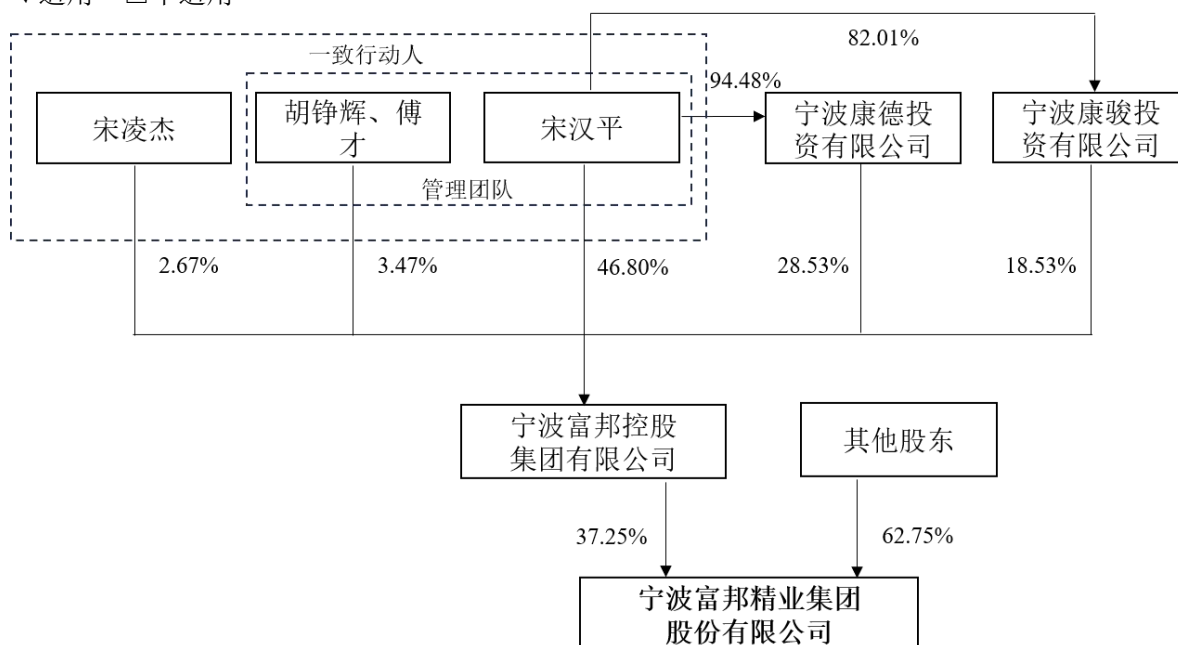 82.01%
一致行动人
94.48%
宋凌杰
胡铮辉、傅
才
宋汉平
宁波康德投
资有限公司
宁波康骏投
资有限公司
管理团队
2.67%
3.47%
46.80%
28.53%
18.53%
宁波富邦控股
集团有限公司
其他股东
37.25%
62.75%
宁波富邦精业集团
股份有限公司